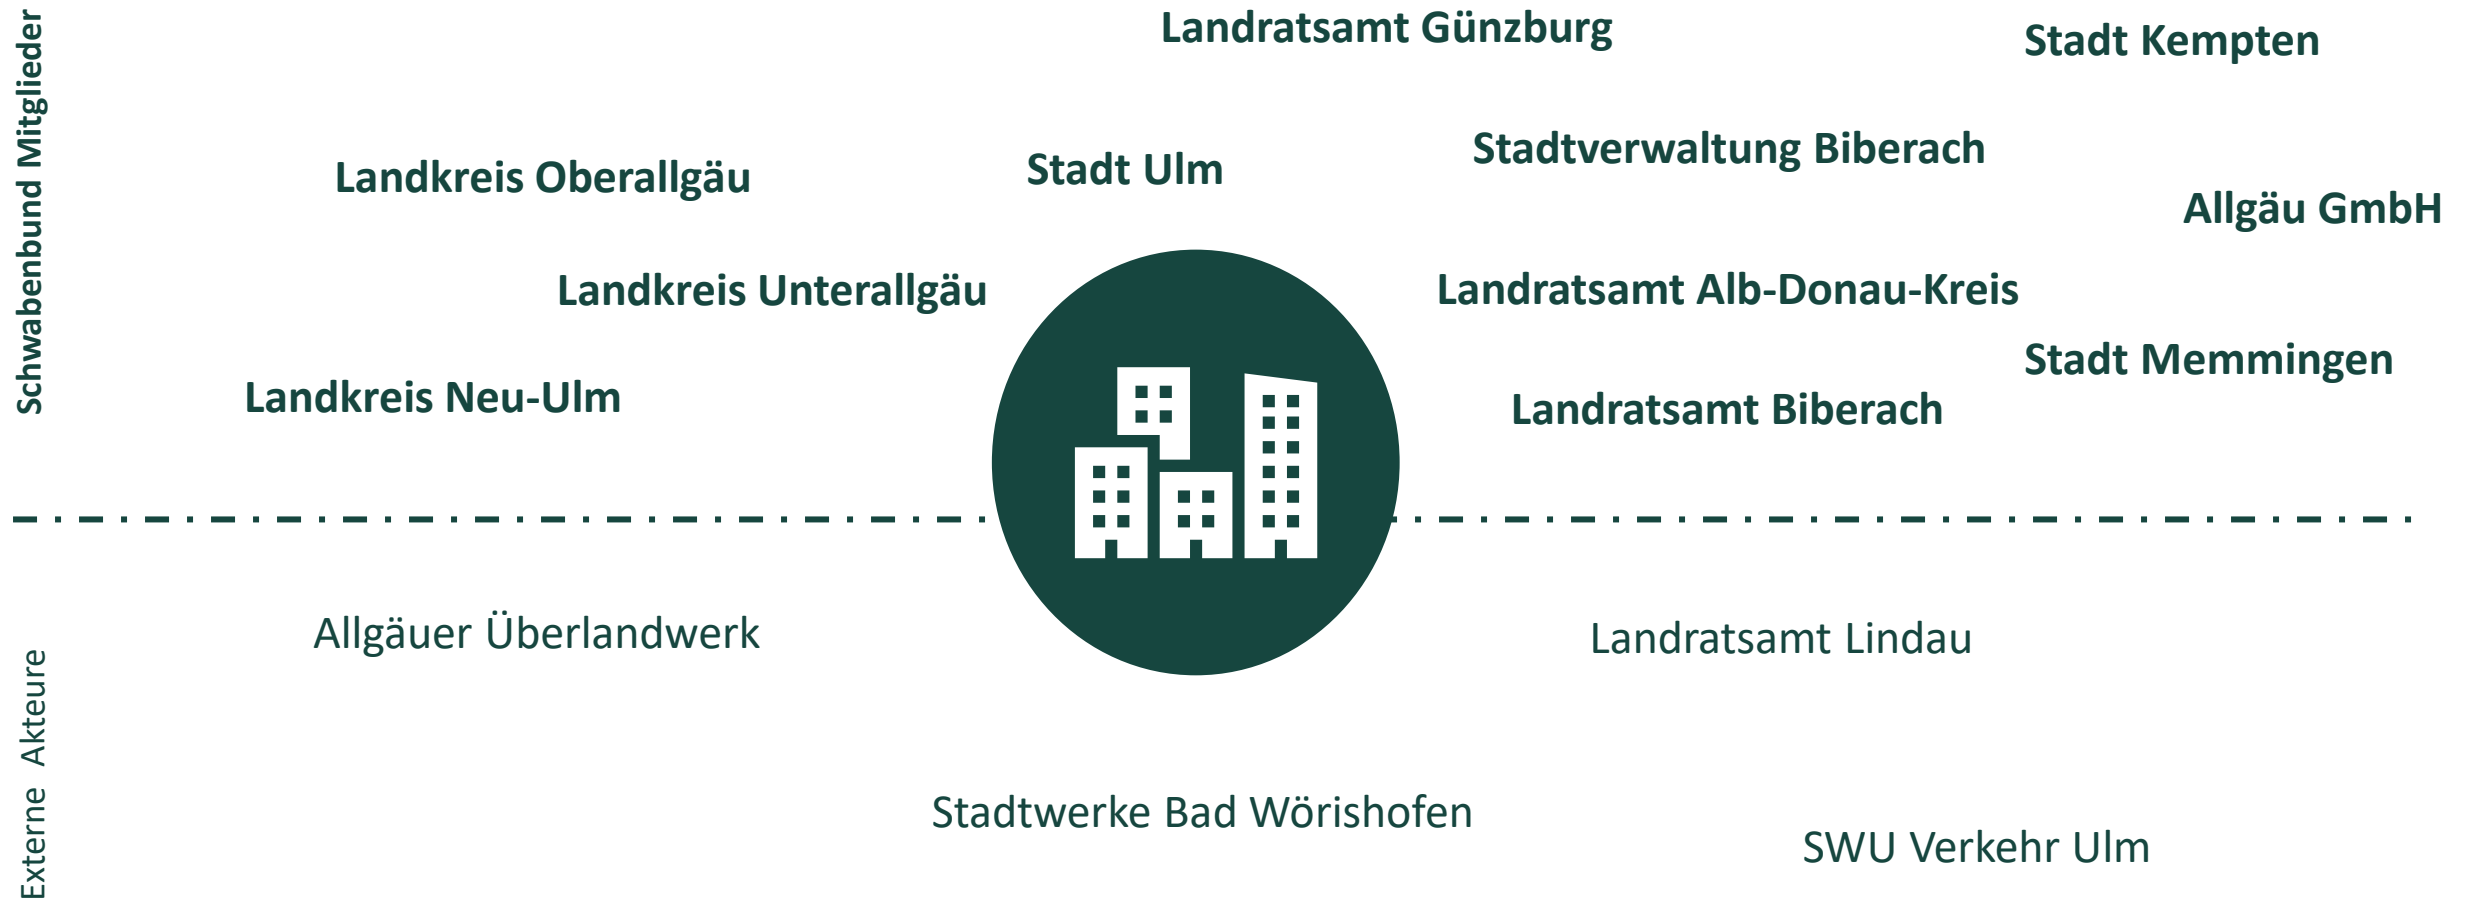 Schwabenbund Mitglieder
Landratsamt Günzburg
Stadt Kempten
Stadtverwaltung Biberach
Stadt Ulm
Landkreis Oberallgäu
Allgäu GmbH
Landkreis Unterallgäu
Landratsamt Alb-Donau-Kreis
Stadt Memmingen
Landkreis Neu-Ulm
Landratsamt Biberach
Externe Akteure
Allgäuer Überlandwerk
Landratsamt Lindau
Stadtwerke Bad Wörishofen
SWU Verkehr Ulm